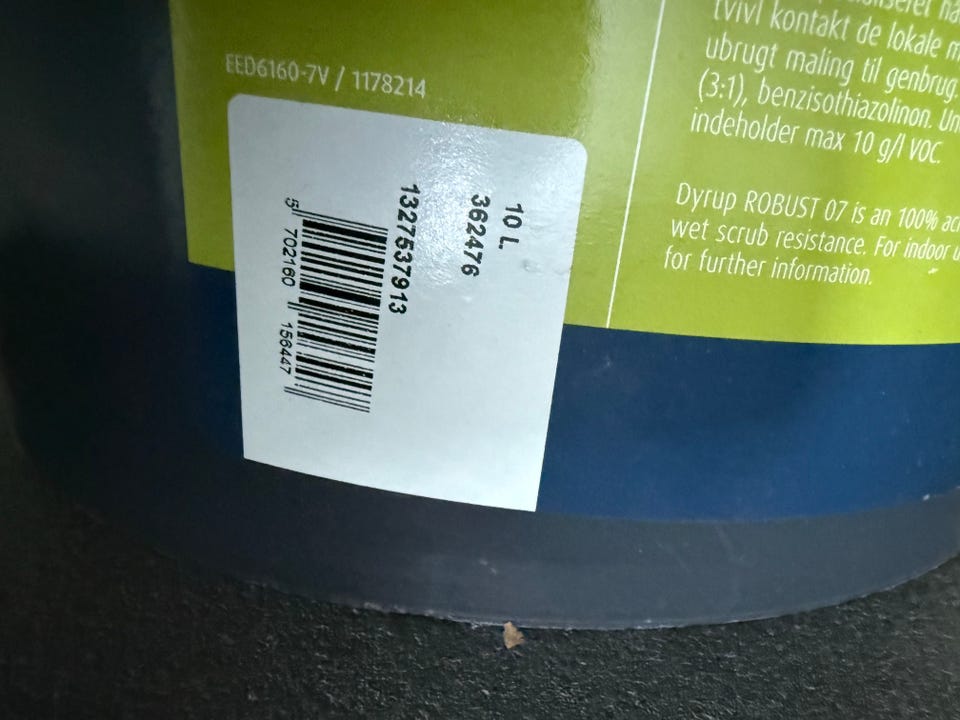 EED6160-7V / 1178214
10 L.
362476
1327537913
5 702160 156447
tvivl kontakt de lokale
ubrugt maling til genbrug.
(3:1), benzisothiazolinon.
indeholder max 10 g/l VOC.
Dyrup ROBUST 07 is an 100%
wet scrub resistance. For indoor
for further information.